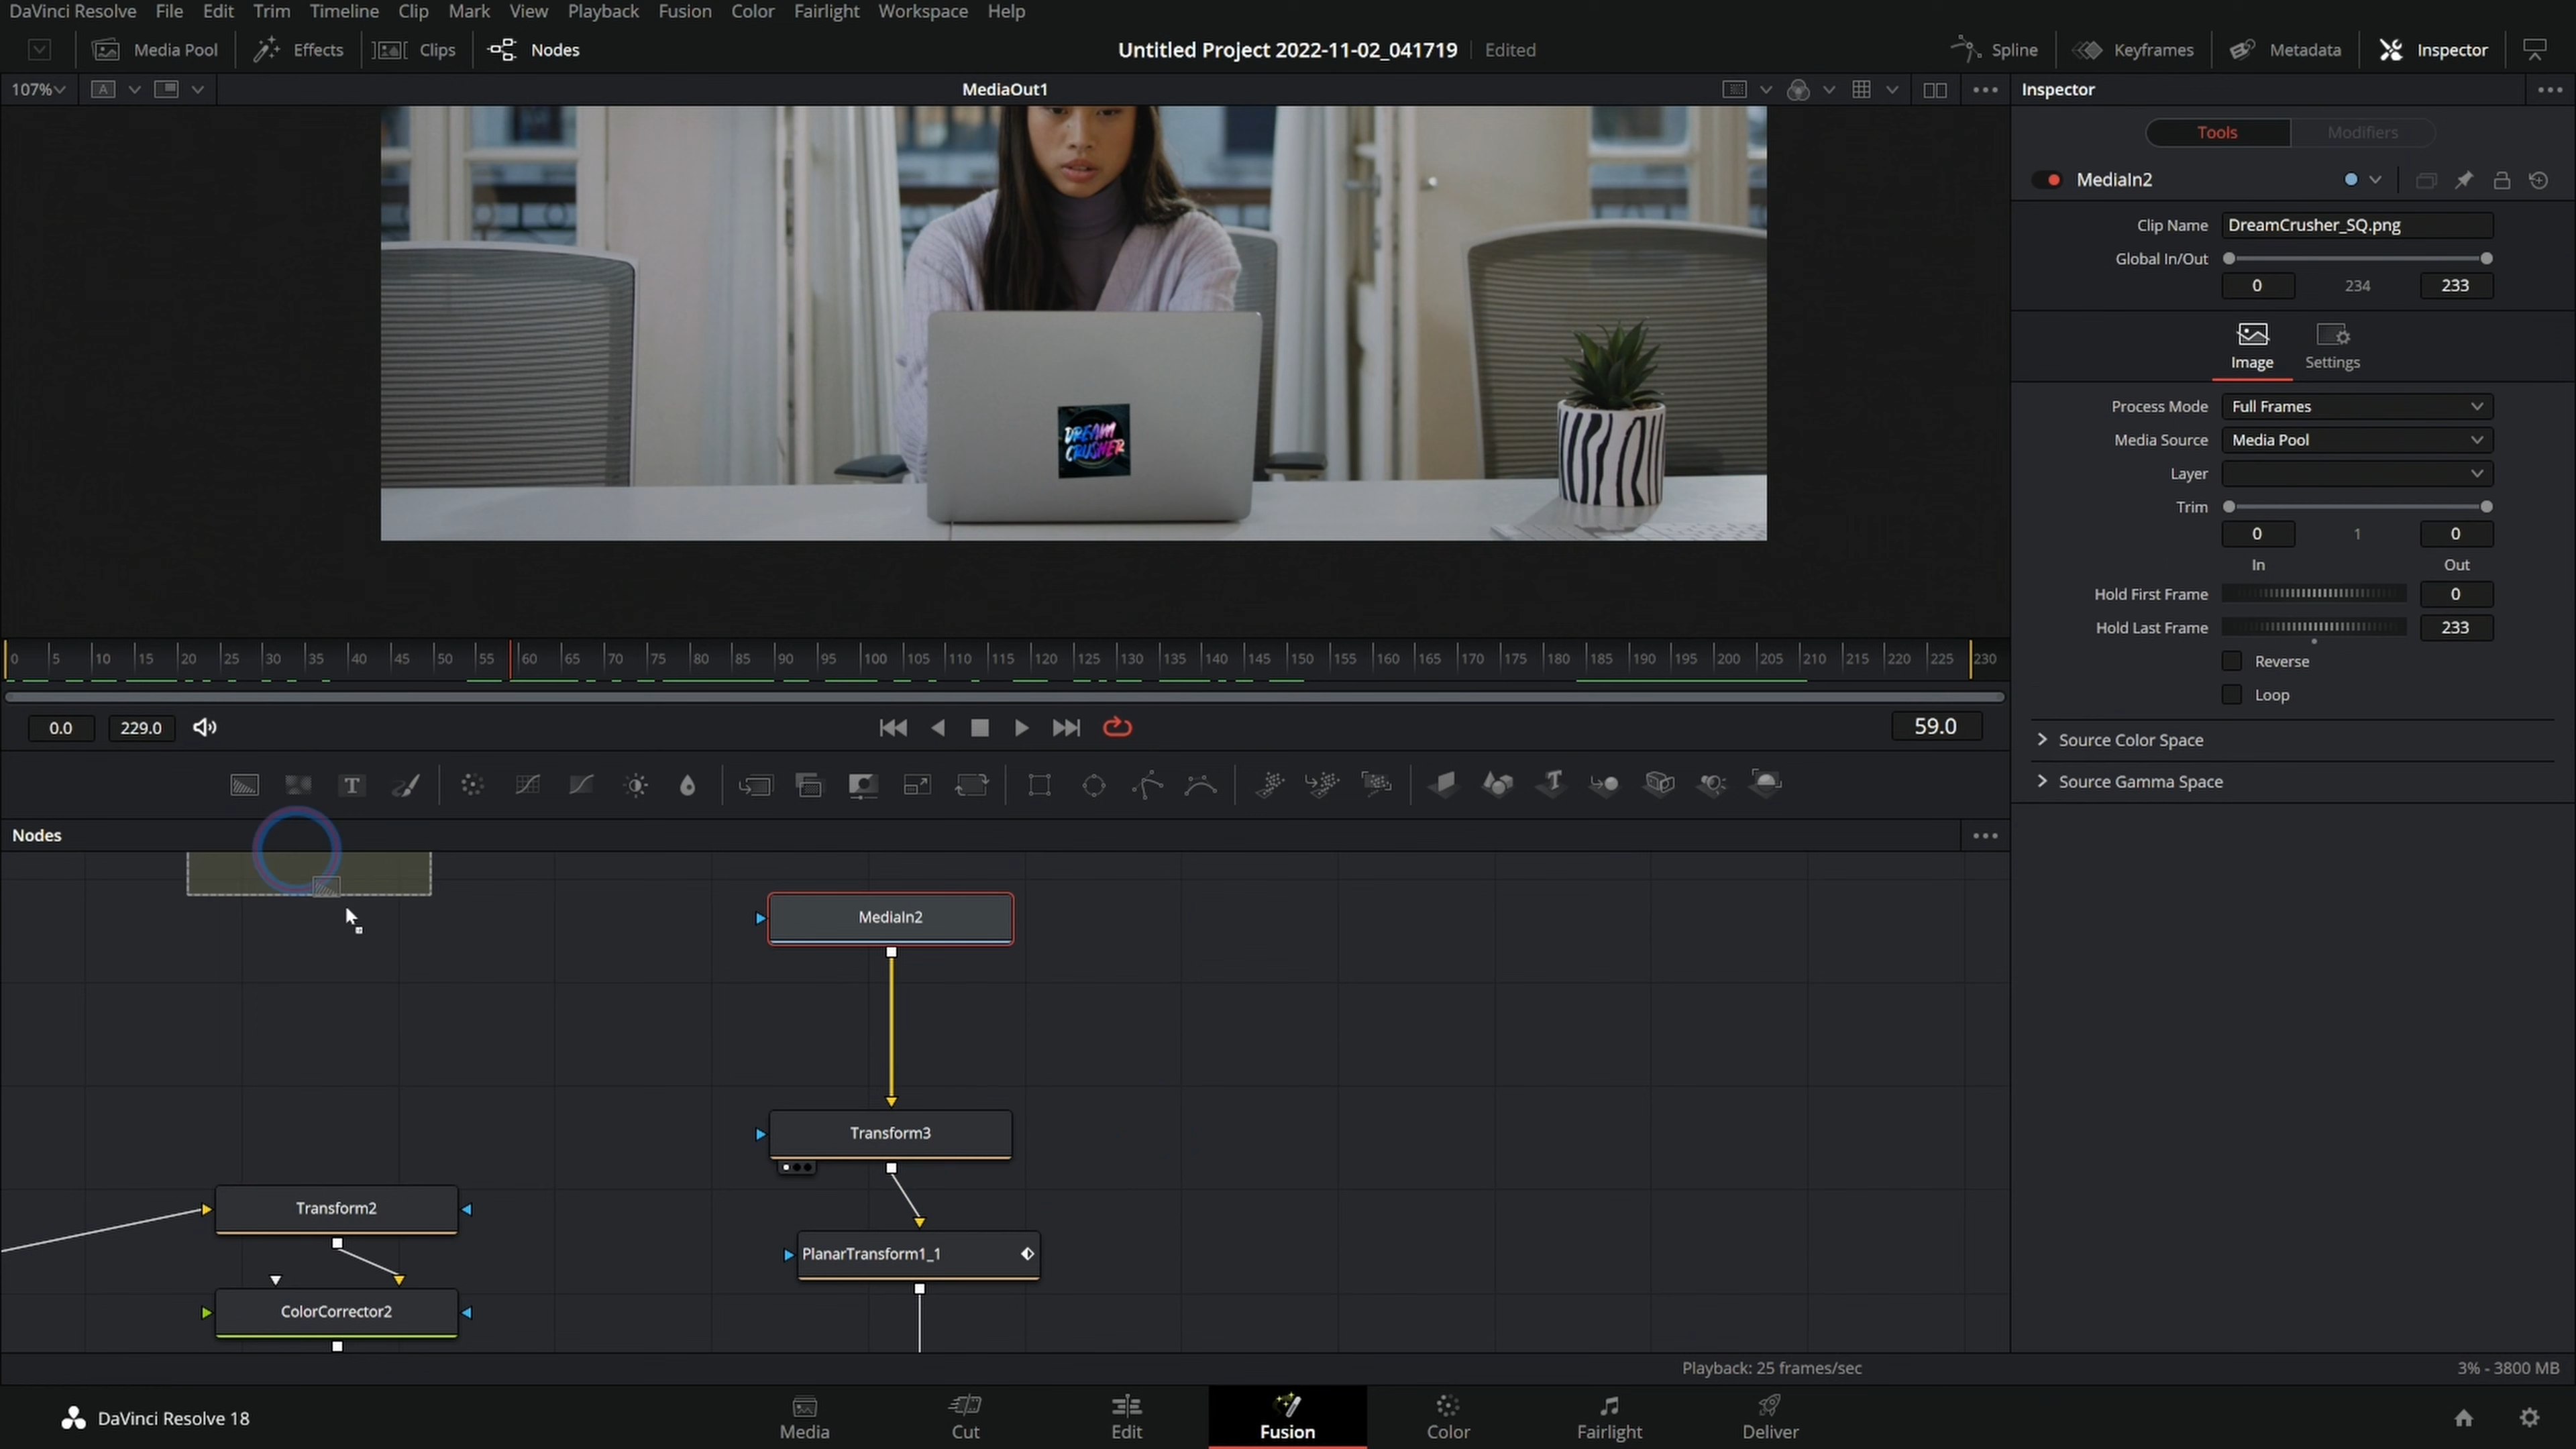 DaVinci Resolve File Edit Trim Timeline Clip Mark View Playback Fusion Color Fairlight Workspace Help
Media Pool Effects Clips Nodes Untitled Project 2022-11-02_041719 Edited Spline Keyframes Metadata Inspector
107% A MediaOut1 Inspector
Tools Modifiers
MediaIn2
Clip Name DreamCrusher_SQ.png
Global In/Out
0 234 233
Image Settings
Process Mode Full Frames
Media Source Media Pool
Layer
Trim
0 1 0
In Out
Hold First Frame 0
Hold Last Frame 233
Reverse
Loop
Source Color Space
Source Gamma Space
DREAM
CRUSHER
0 5 10 15 20 25 30 35 40 45 50 55 60 65 70 75 80 85 90 95 100 105 110 115 120 125 130 135 140 145 150 155 160 165 170 175 180 185 190 195 200 205 210 215 220 225 230
0.0 229.0 59.0
T T
Nodes
MediaIn2
Transform3
Transform2
PlanarTransform1_1
ColorCorrector2
Playback: 25 frames/sec 3% - 3800 MB
DaVinci Resolve 18 Media Cut Edit Fusion Color Fairlight Deliver